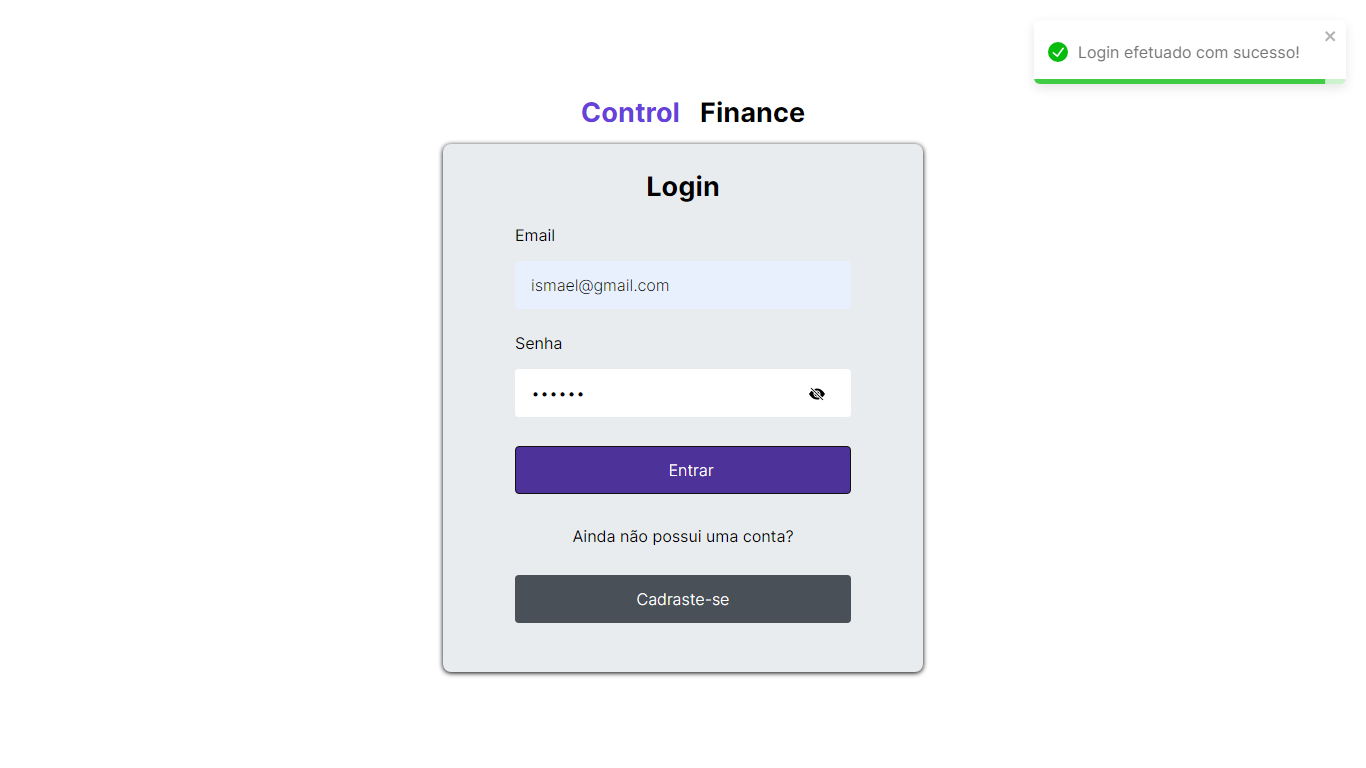 Login efetuado com sucesso!
Control Finance
Login
Email
ismael@gmail.com
Senha
••••••
Entrar
Ainda não possui uma conta?
Cadraste-se